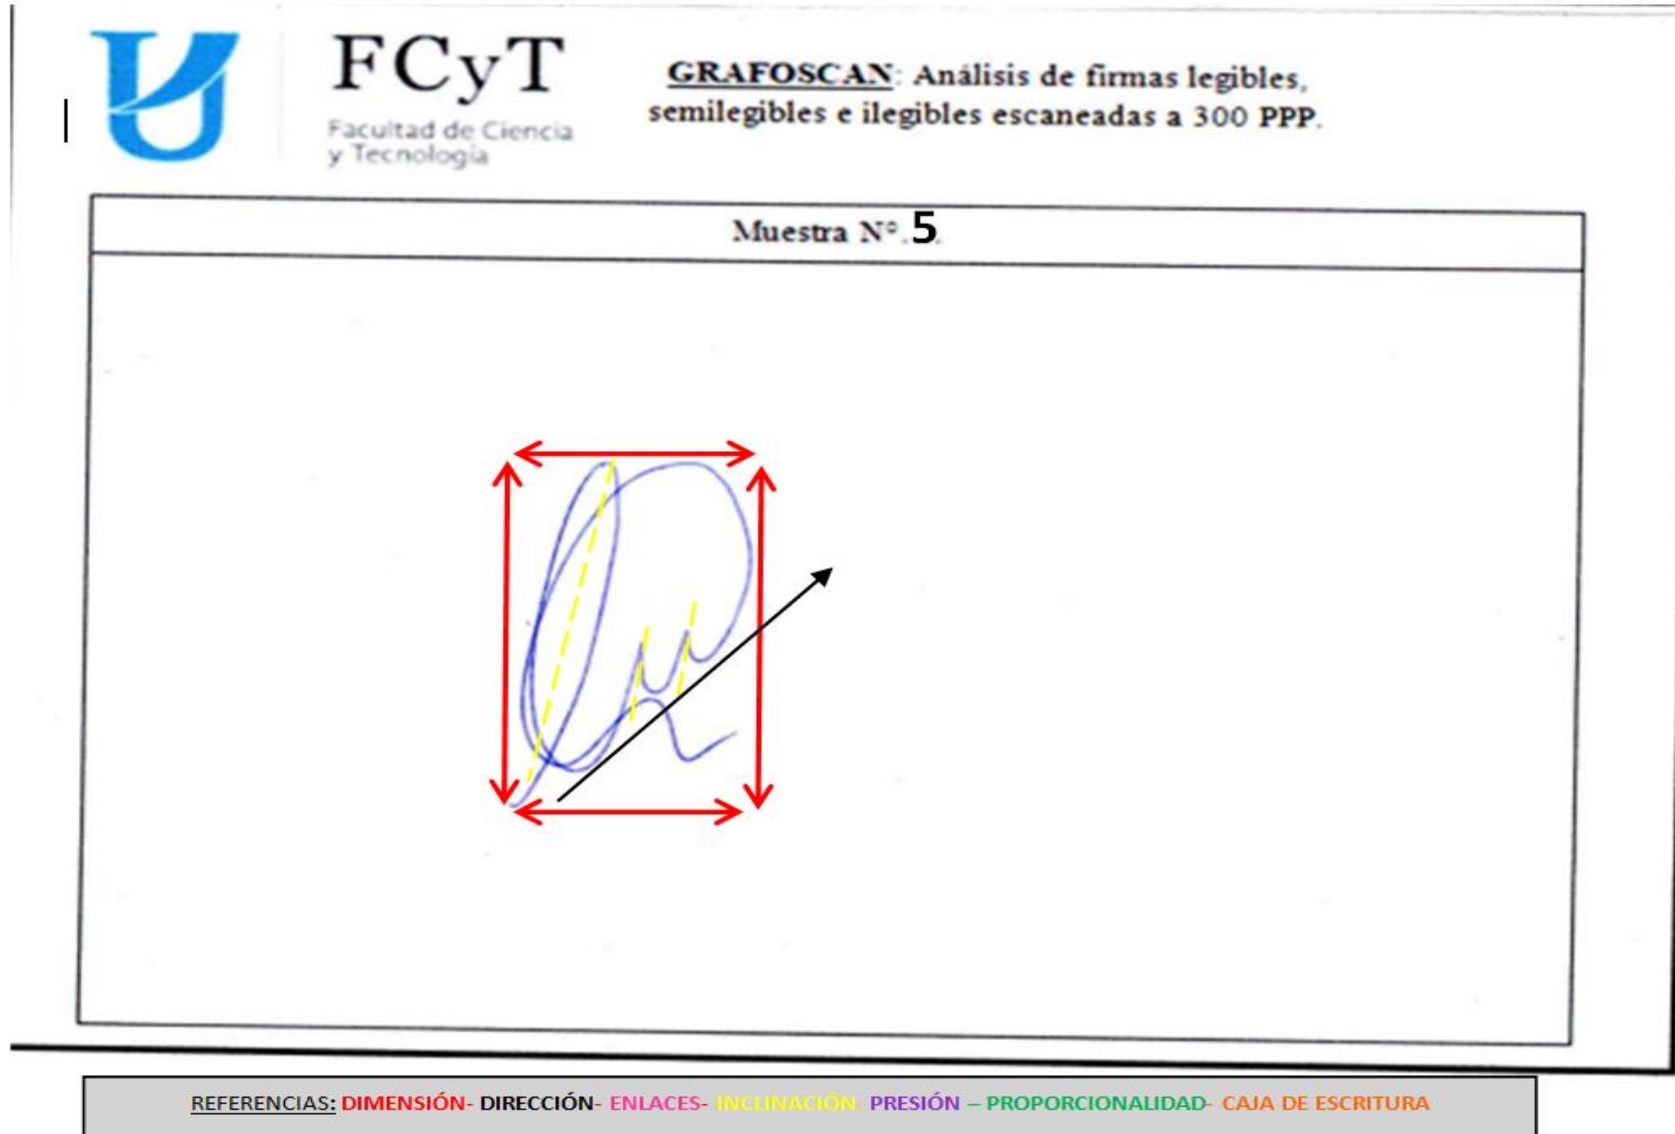 FCyT
Facultad de Ciencia
y Tecnología
GRAFOSCAN: Análisis de firmas legibles,
semilegibles e ilegibles escaneadas a 300 PPP.
Muestra Nº.5.
REFERENCIAS: DIMENSIÓN- DIRECCIÓN- ENLACES- INCLINACIÓN PRESIÓN – PROPORCIONALIDAD- CAJA DE ESCRITURA